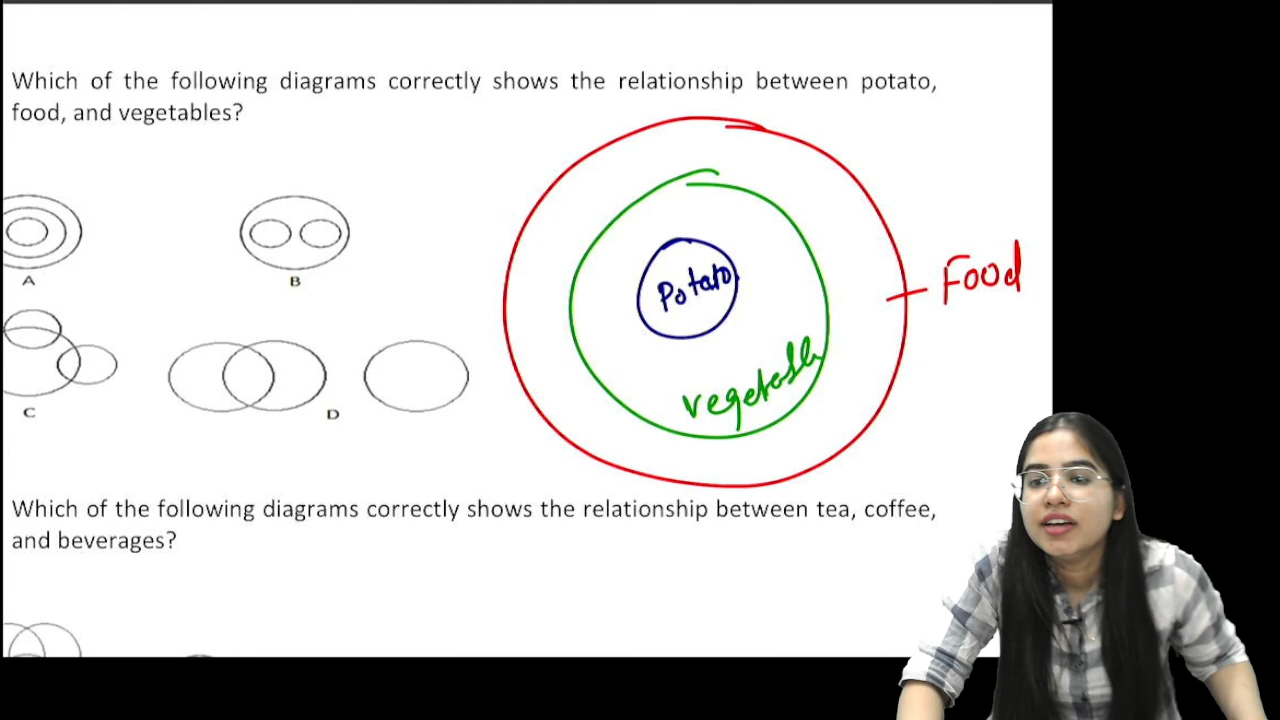 Which of the following diagrams correctly shows the relationship between potato,
food, and vegetables?
A
B
C
D
Potato
vegetable
Food
Which of the following diagrams correctly shows the relationship between tea, coffee,
and beverages?